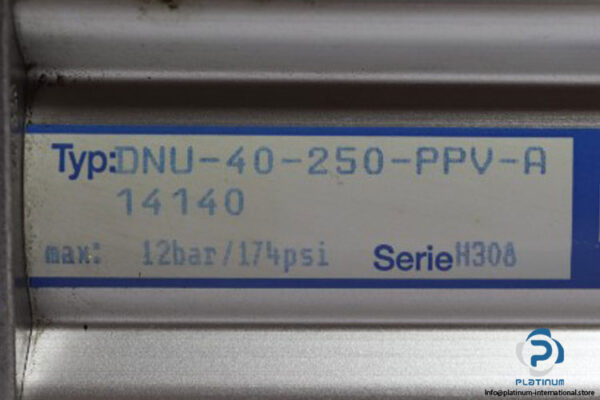 Typ:DNU-40-250-PPV-A
14140
max: 12bar/174psi SerieH308
PLATINUM
info@platinum-international.store